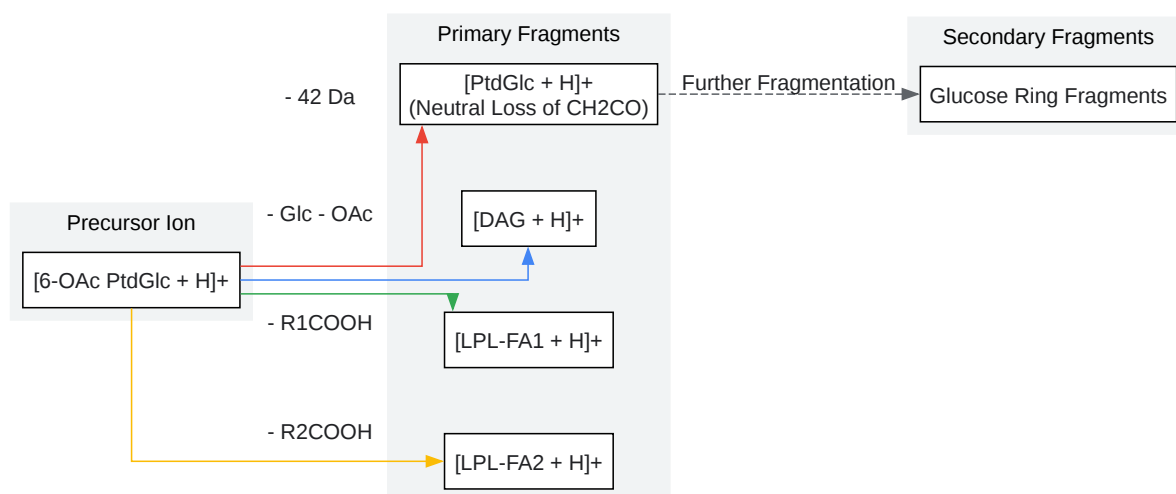 Primary Fragments
Secondary Fragments
[PtdGlc + H]+
(Neutral Loss of CH2CO)
Further Fragmentation
Glucose Ring Fragments
- 42 Da
- Glc - OAc
[DAG + H]+
Precursor Ion
[6-OAc PtdGlc + H]+
- R1COOH
[LPL-FA1 + H]+
- R2COOH
[LPL-FA2 + H]+